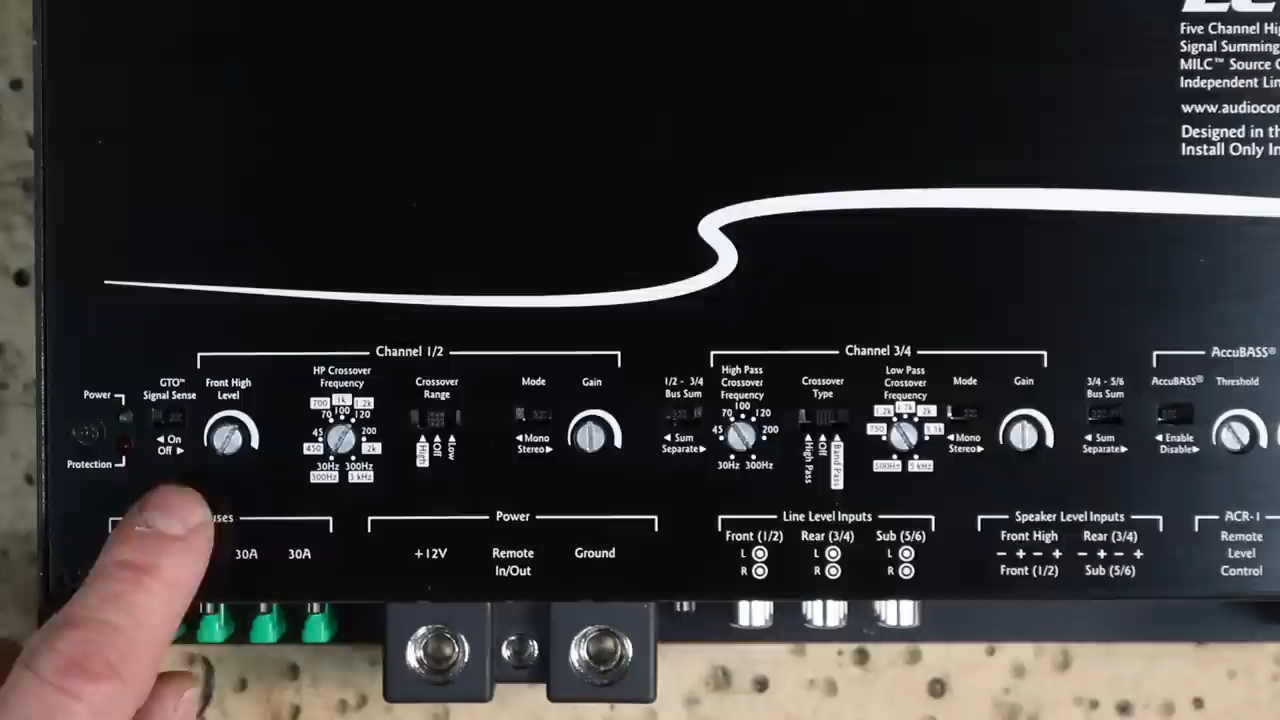 Five Channel
Signal Summing
MILC™ Source
Independent
Designed in
Install Only
Channel 1/2
Channel 3/4
AccuBASS®
Power
Protection
GTO™
Signal Sense
◄ On
Off ►
Front High
Level
HP Crossover
Frequency
700 1k 1.2k
70 100 120
45 200
450 2k
30Hz 300Hz
300Hz 3 kHz
Crossover
Range
High
Off
Low
Mode
◄ Mono
Stereo ►
Gain
1/2 - 3/4
Bus Sum
◄ Sum
Separate ►
High Pass
Crossover
Frequency
100
70 120
45 200
30Hz 300Hz
Crossover
Type
High Pass
Off
Band Pass
Low Pass
Crossover
Frequency
1.2k 1.7k 2k
750 3.3k
500Hz 5 kHz
Mode
◄ Mono
Stereo ►
Gain
3/4 - 5/6
Bus Sum
◄ Sum
Separate ►
AccuBASS®
◄ Enable
Disable ►
Threshold
30A 30A
Power
+12V
Remote
In/Out
Ground
Line Level Inputs
Front (1/2) Rear (3/4) Sub (5/6)
L L L
R R R
Speaker Level Inputs
Front High Rear (3/4)
– + – + – + – +
Front (1/2) Sub (5/6)
ACR-1
Remote
Level
Control